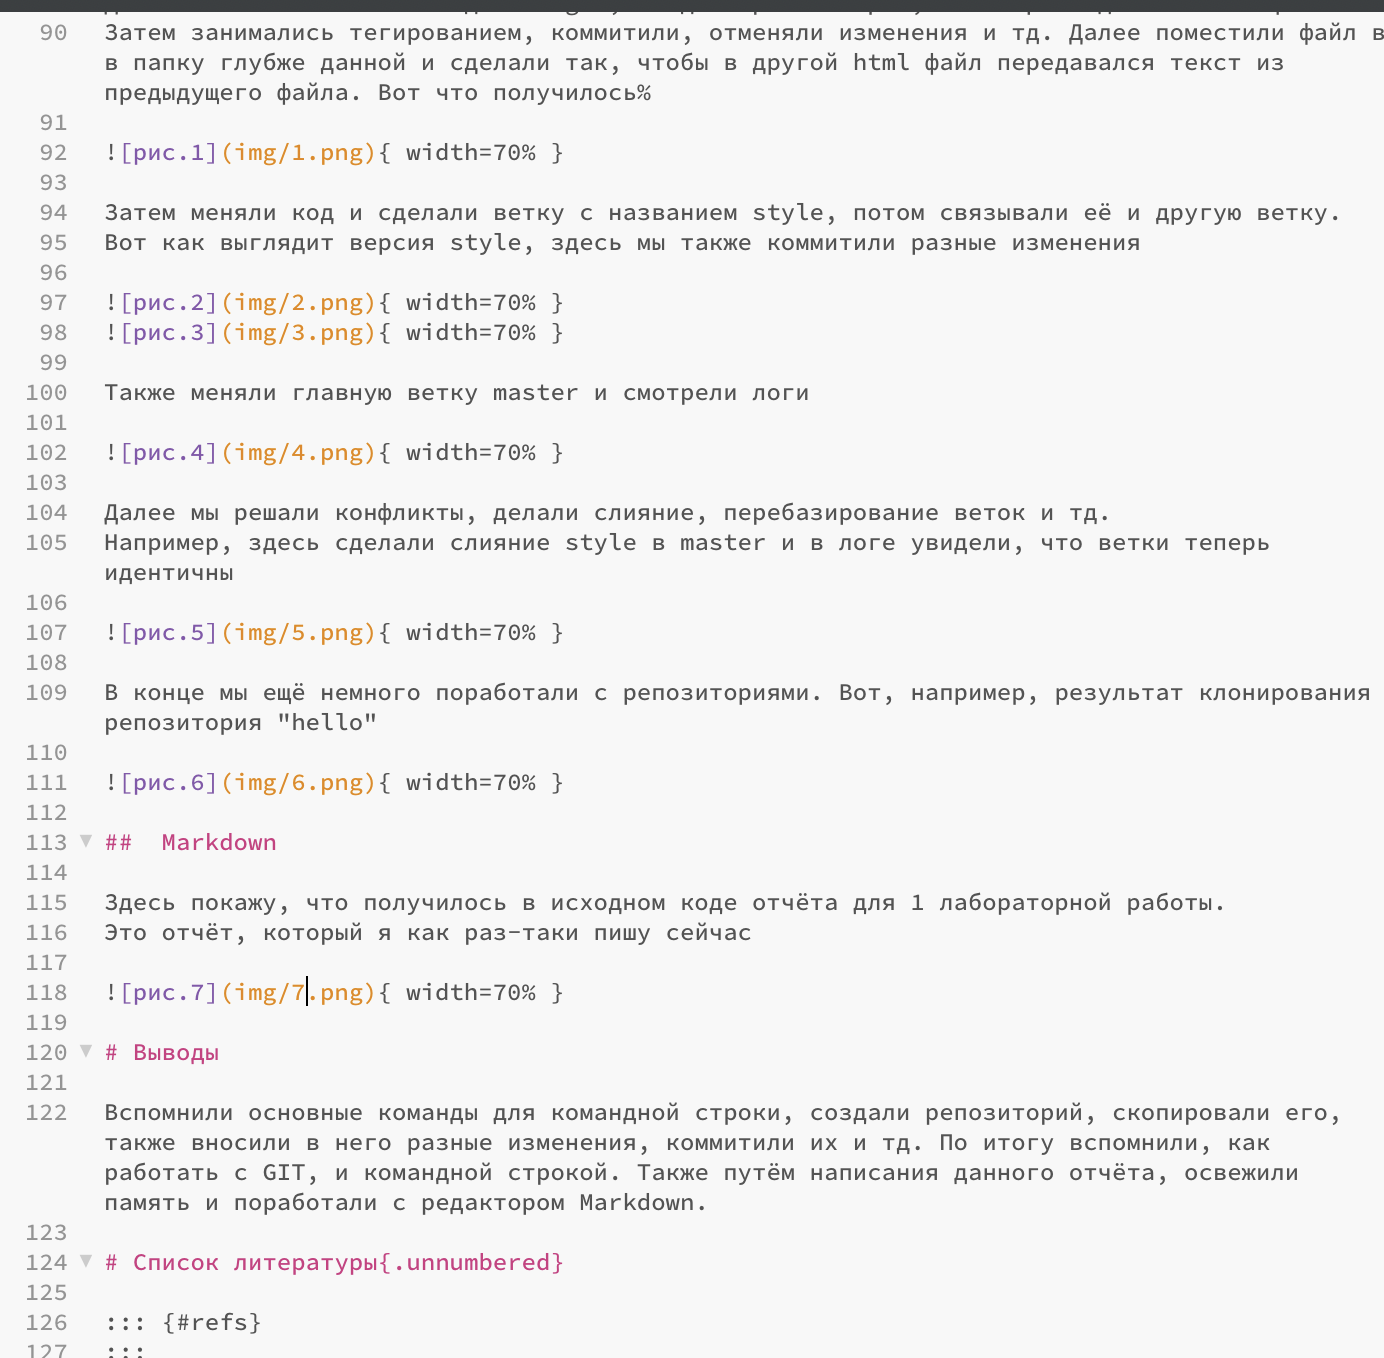 90 Затем занимались тегированием, коммитили, отменяли изменения и тд. Далее поместили файл в
в папку глубже данной и сделали так, чтобы в другой html файл передавался текст из
предыдущего файла. Вот что получилось%
91
92 ![рис.1](img/1.png){ width=70% }
93
94 Затем меняли код и сделали ветку с названием style, потом связывали её и другую ветку.
95 Вот как выглядит версия style, здесь мы также коммитили разные изменения
96
97 ![рис.2](img/2.png){ width=70% }
98 ![рис.3](img/3.png){ width=70% }
99
100 Также меняли главную ветку master и смотрели логи
101
102 ![рис.4](img/4.png){ width=70% }
103
104 Далее мы решали конфликты, делали слияние, перебазирование веток и тд.
105 Например, здесь сделали слияние style в master и в логе увидели, что ветки теперь
идентичны
106
107 ![рис.5](img/5.png){ width=70% }
108
109 В конце мы ещё немного поработали с репозиториями. Вот, например, результат клонирования
репозитория "hello"
110
111 ![рис.6](img/6.png){ width=70% }
112
113 ##  Markdown
114
115 Здесь покажу, что получилось в исходном коде отчёта для 1 лабораторной работы.
116 Это отчёт, который я как раз-таки пишу сейчас
117
118 ![рис.7](img/7.png){ width=70% }
119
120 # Выводы
121
122 Вспомнили основные команды для командной строки, создали репозиторий, скопировали его,
также вносили в него разные изменения, коммитили их и тд. По итогу вспомнили, как
работать с GIT, и командной строкой. Также путём написания данного отчёта, освежили
память и поработали с редактором Markdown.
123
124 # Список литературы{.unnumbered}
125
126 ::: {#refs}
127 :::